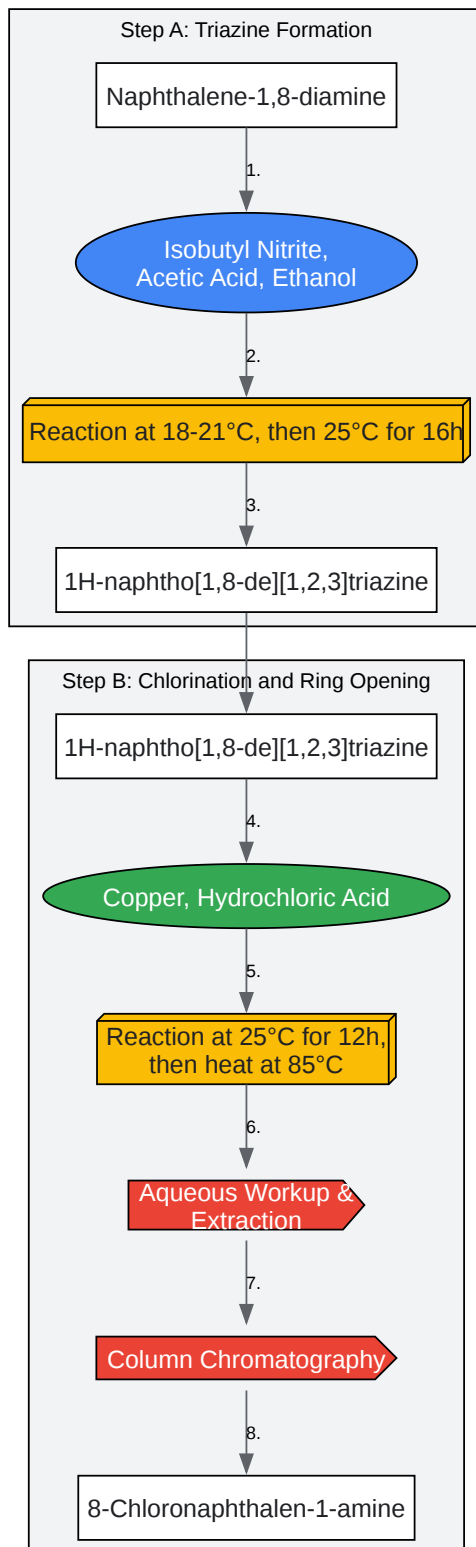 Step A: Triazine Formation
Naphthalene-1,8-diamine
1.
Isobutyl Nitrite,
Acetic Acid, Ethanol
2.
Reaction at 18-21°C, then 25°C for 16h
3.
1H-naphtho[1,8-de][1,2,3]triazine
Step B: Chlorination and Ring Opening
1H-naphtho[1,8-de][1,2,3]triazine
4.
Copper, Hydrochloric Acid
5.
Reaction at 25°C for 12h,
then heat at 85°C
6.
Aqueous Workup &
Extraction
7.
Column Chromatography
8.
8-Chloronaphthalen-1-amine